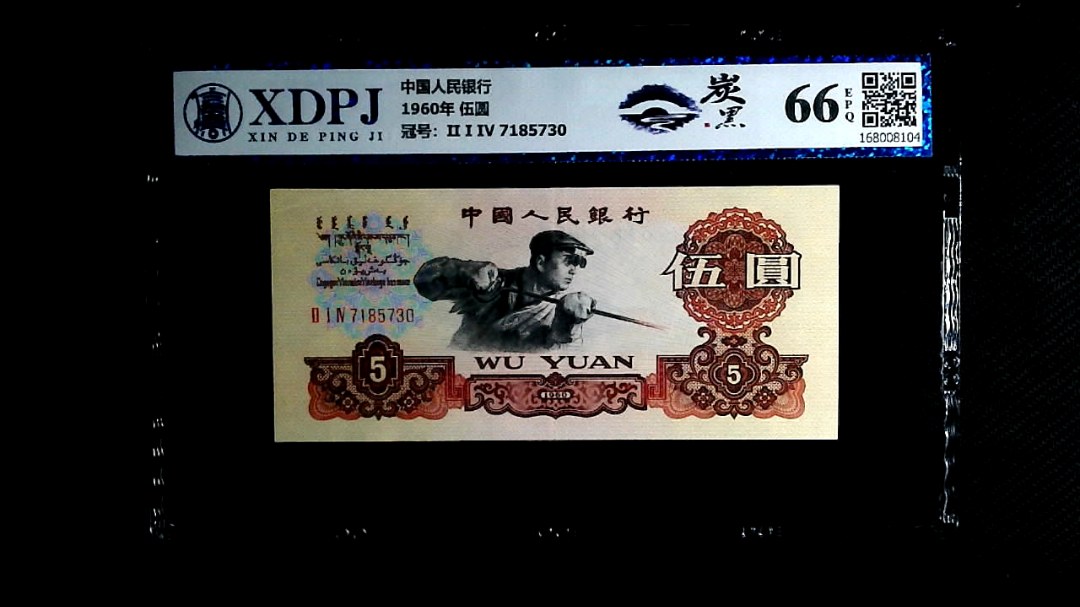 XDPJ
XIN DE PING JI
中国人民银行
1960年 伍圆
冠号: II I IV 7185730
炭黑
66
EPQ
168008104
中國人民銀行
伍圓
II I IV 7185730
WU YUAN
5
1960
5